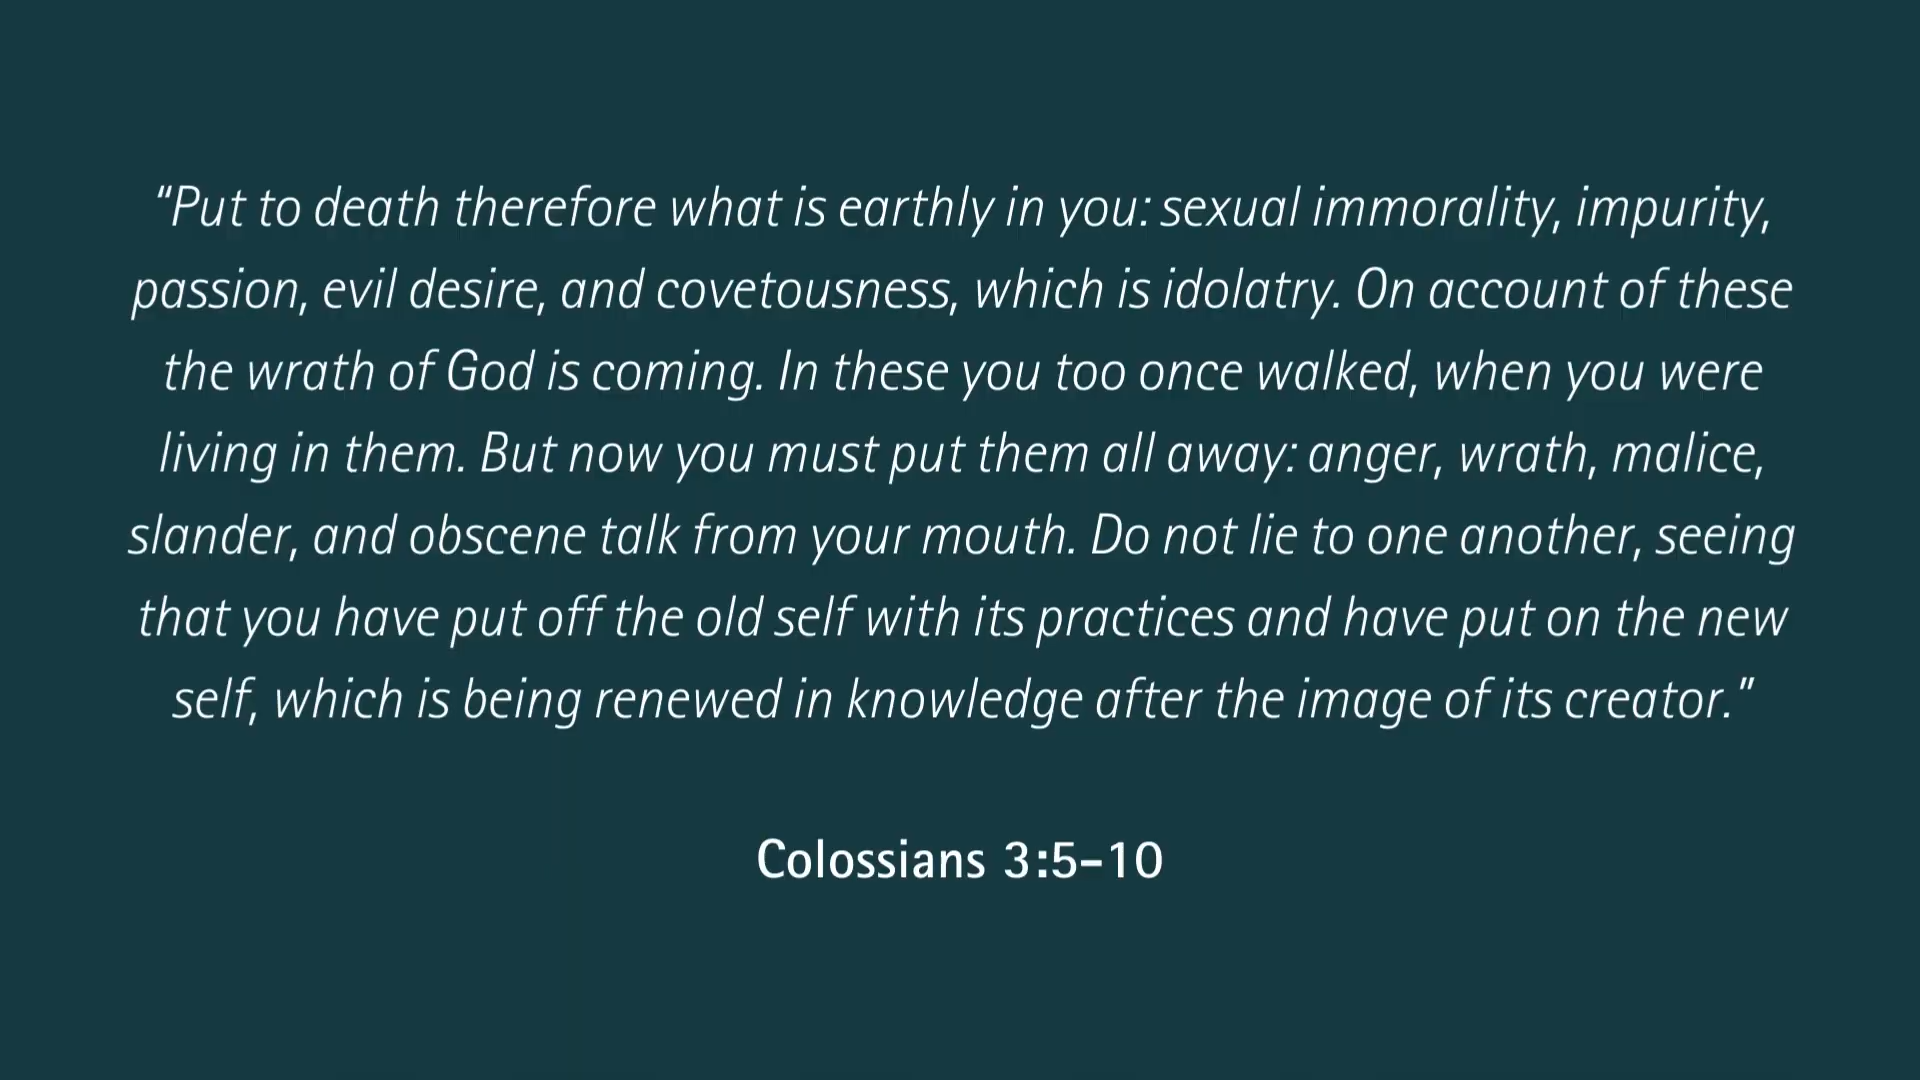 “Put to death therefore what is earthly in you: sexual immorality, impurity,
passion, evil desire, and covetousness, which is idolatry. On account of these
the wrath of God is coming. In these you too once walked, when you were
living in them. But now you must put them all away: anger, wrath, malice,
slander, and obscene talk from your mouth. Do not lie to one another, seeing
that you have put off the old self with its practices and have put on the new
self, which is being renewed in knowledge after the image of its creator.”
Colossians 3:5–10